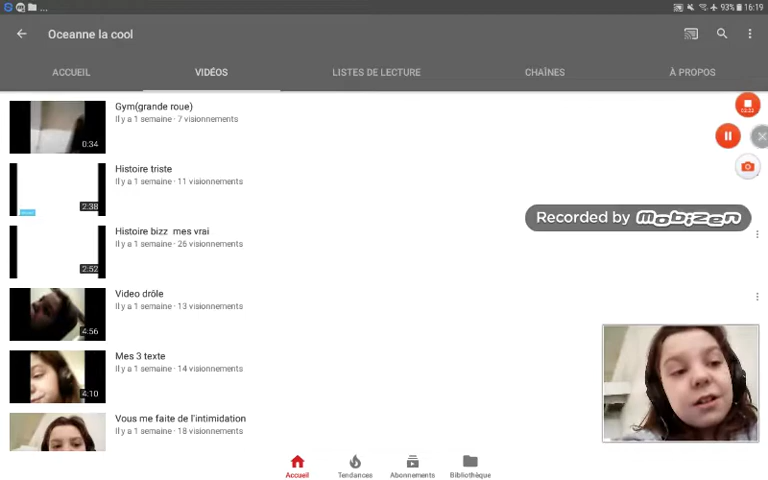 ... 93% 16:19
Oceanne la cool
ACCUEIL VIDÉOS LISTES DE LECTURE CHAÎNES À PROPOS
Gym(grande roue)
Il y a 1 semaine · 7 visionnements
0:34
Histoire triste
Il y a 1 semaine · 11 visionnements
2:38
Recorded by mobizen
Histoire bizz mes vrai
Il y a 1 semaine · 26 visionnements
2:52
Video drôle
Il y a 1 semaine · 13 visionnements
4:56
Mes 3 texte
Il y a 1 semaine · 14 visionnements
4:10
Vous me faite de l'intimidation
Il y a 1 semaine · 18 visionnements
Accueil Tendances Abonnements Bibliothèque